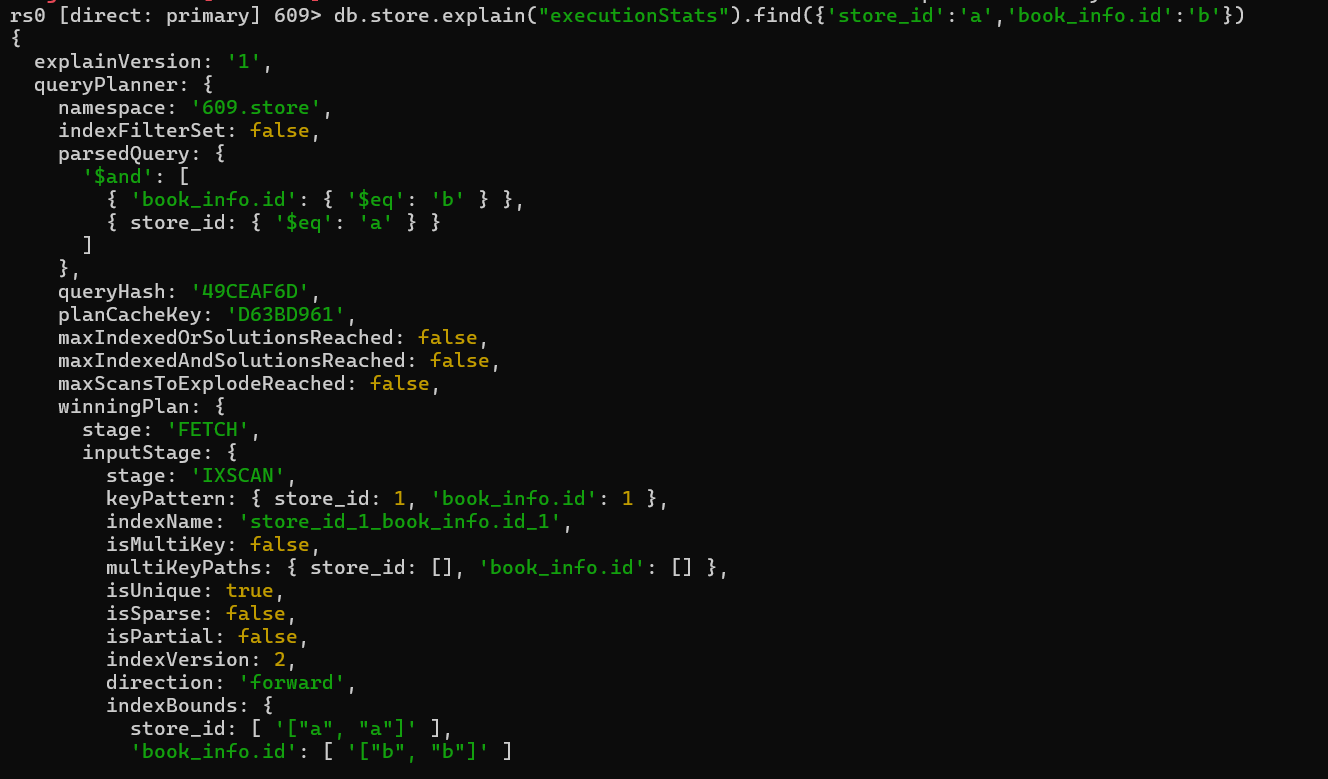 rs0 [direct: primary] 609> db.store.explain("executionStats").find({'store_id':'a','book_info.id':'b'})
{
  explainVersion: '1',
  queryPlanner: {
    namespace: '609.store',
    indexFilterSet: false,
    parsedQuery: {
      '$and': [
        { 'book_info.id': { '$eq': 'b' } },
        { store_id: { '$eq': 'a' } }
      ]
    },
    queryHash: '49CEAF6D',
    planCacheKey: 'D63BD961',
    maxIndexedOrSolutionsReached: false,
    maxIndexedAndSolutionsReached: false,
    maxScansToExplodeReached: false,
    winningPlan: {
      stage: 'FETCH',
      inputStage: {
        stage: 'IXSCAN',
        keyPattern: { store_id: 1, 'book_info.id': 1 },
        indexName: 'store_id_1_book_info.id_1',
        isMultiKey: false,
        multiKeyPaths: { store_id: [], 'book_info.id': [] },
        isUnique: true,
        isSparse: false,
        isPartial: false,
        indexVersion: 2,
        direction: 'forward',
        indexBounds: {
          store_id: [ '["a", "a"]' ],
          'book_info.id': [ '["b", "b"]' ]